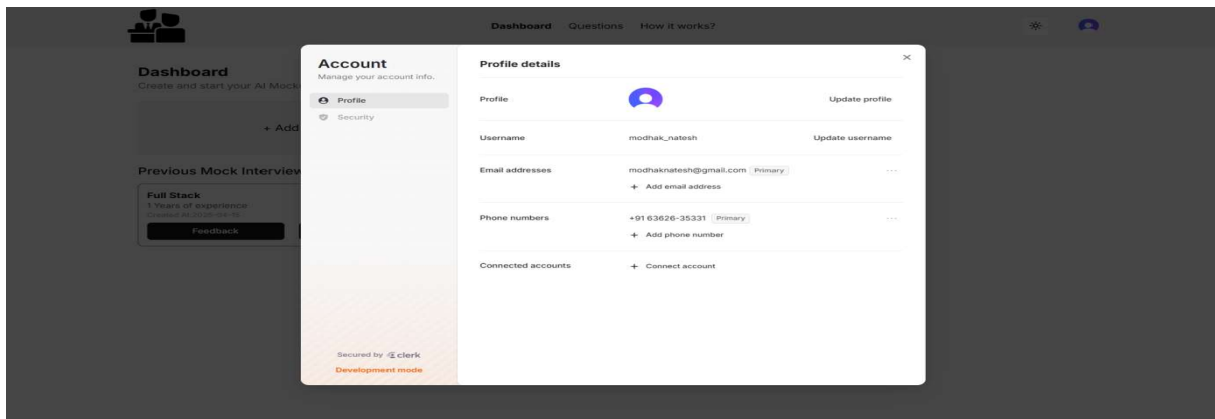 Dashboard Questions How it works?
Dashboard
Create and start your AI Mock
+ Add
Previous Mock Interview
Full Stack
1 Years of experience
Feedback
Account
Manage your account info.
Profile
Security
Secured by clerk
Development mode
Profile details
Profile
Update profile
Username modhak_natesh Update username
Email addresses modhaknatesh@gmail.com Primary
+ Add email address
Phone numbers +91 63626-35331 Primary
+ Add phone number
Connected accounts + Connect account